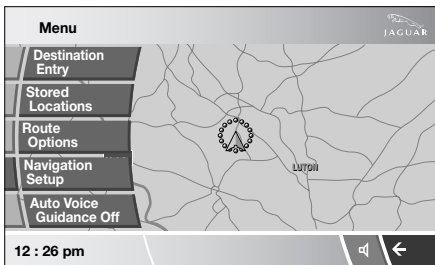 Menu
JAGUAR
Destination
Entry
Stored
Locations
Route
Options
Navigation
Setup
Auto Voice
Guidance Off
LUTON
12 : 26 pm